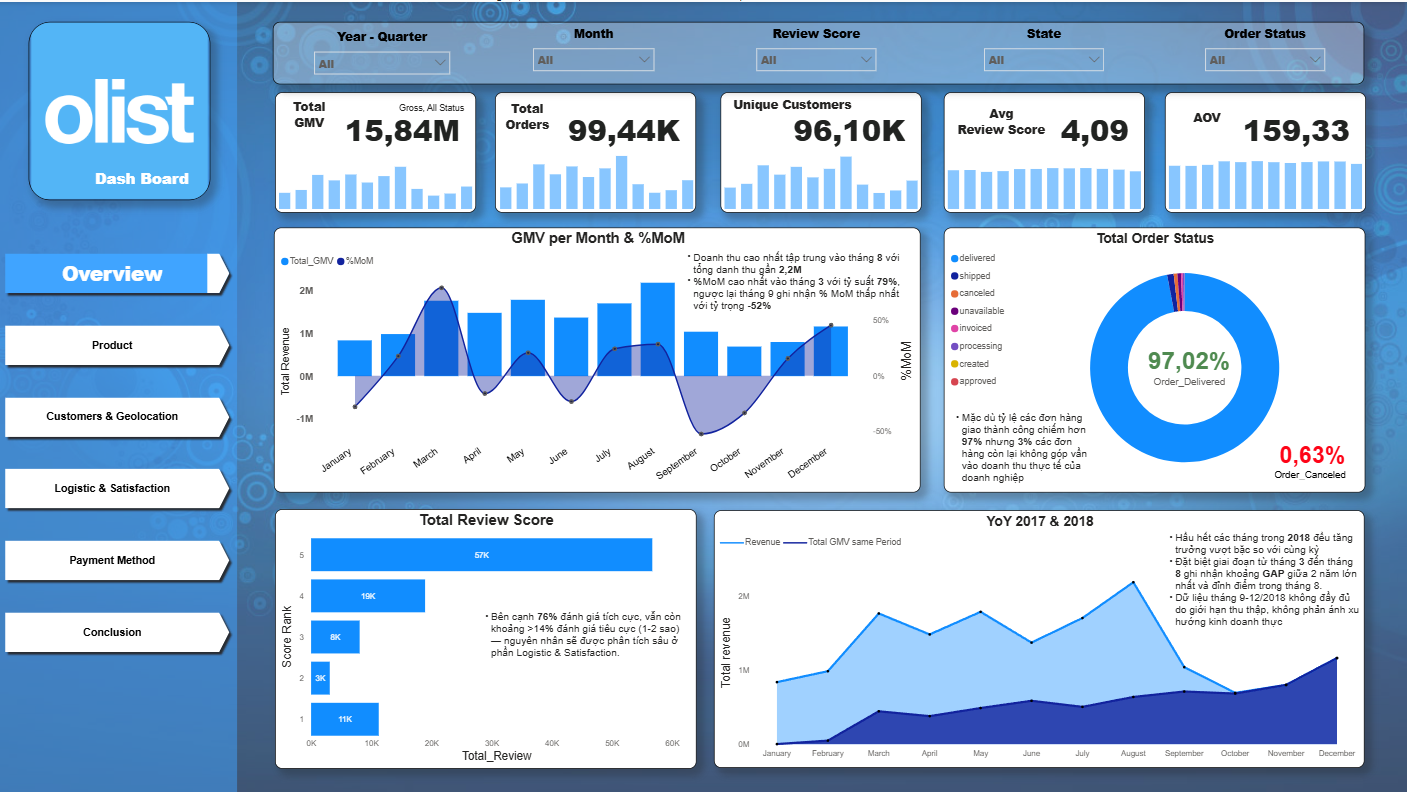 olist
Dash Board
Overview
Product
Customers & Geolocation
Logistic & Satisfaction
Payment Method
Conclusion
Year - Quarter
All
Month
All
Review Score
All
State
All
Order Status
All
Total
GMV
Gross, All Status
15,84M
Total
Orders
99,44K
Unique Customers
96,10K
Avg
Review Score
4,09
AOV
159,33
GMV per Month & %MoM
Total_GMV
%MoM
• Doanh thu cao nhất tập trung vào tháng 8 với
tổng danh thu gần 2,2M
• %MoM cao nhất vào tháng 3 với tỷ suất 79%,
ngược lại tháng 9 ghi nhận % MoM thấp nhất
với tỷ trọng -52%
Total Revenue
2M
1M
0M
-1M
50%
0%
-50%
%MoM
January
February
March
April
May
June
July
August
September
October
November
December
Total Order Status
delivered
shipped
canceled
unavailable
invoiced
processing
created
approved
97,02%
Order_Delivered
• Mặc dù tỷ lệ các đơn hàng
giao thành công chiếm hơn
97% nhưng 3% các đơn
hàng còn lại không góp vần
vào doanh thu thực tế của
doanh nghiệp
0,63%
Order_Canceled
Total Review Score
Score Rank
5
57K
4
19K
3
8K
2
3K
1
11K
• Bên cạnh 76% đánh giá tích cực, vẫn còn
khoảng >14% đánh giá tiêu cực (1-2 sao)
— nguyên nhân sẽ được phân tích sâu ở
phần Logistic & Satisfaction.
0K
10K
20K
30K
40K
50K
60K
Total_Review
YoY 2017 & 2018
Revenue
Total GMV same Period
• Hầu hết các tháng trong 2018 đều tăng
trưởng vượt bậc so với cùng kỳ
• Đặt biệt giai đoạn từ tháng 3 đến tháng
8 ghi nhận khoảng GAP giữa 2 năm lớn
nhất và đỉnh điểm trong tháng 8.
• Dữ liệu tháng 9-12/2018 không đầy đủ
do giới hạn thu thập, không phản ánh xu
hướng kinh doanh thực
Total revenue
2M
1M
0M
January
February
March
April
May
June
July
August
September
October
November
December